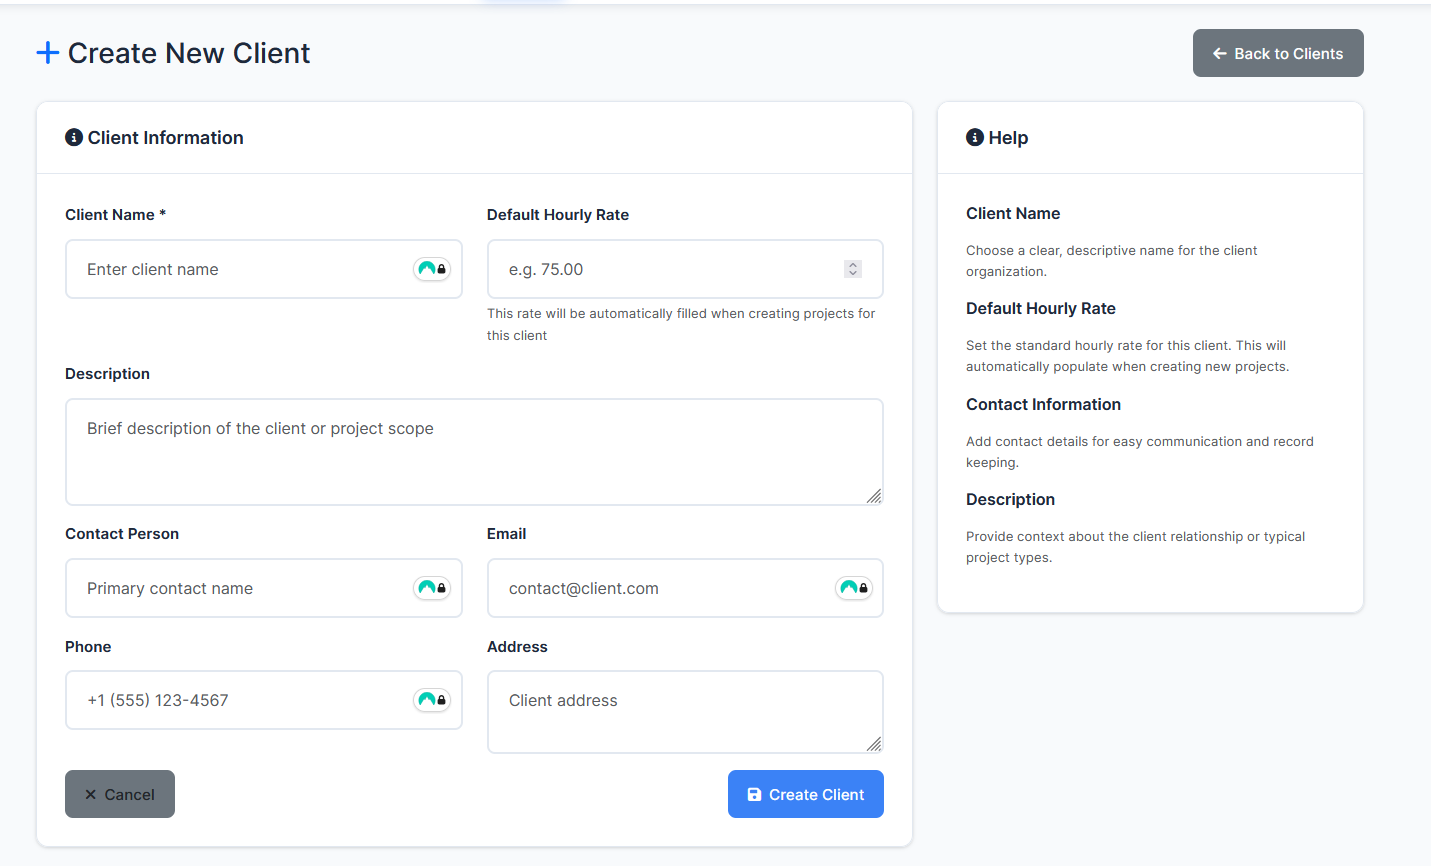 Create New Client
Back to Clients
Client Information
Client Name *
Default Hourly Rate
Enter client name
e.g. 75.00
This rate will be automatically filled when creating projects for
this client
Description
Brief description of the client or project scope
Contact Person
Email
Primary contact name
contact@client.com
Phone
Address
+1 (555) 123-4567
Client address
Cancel
Create Client
Help
Client Name
Choose a clear, descriptive name for the client
organization.
Default Hourly Rate
Set the standard hourly rate for this client. This will
automatically populate when creating new projects.
Contact Information
Add contact details for easy communication and record
keeping.
Description
Provide context about the client relationship or typical
project types.